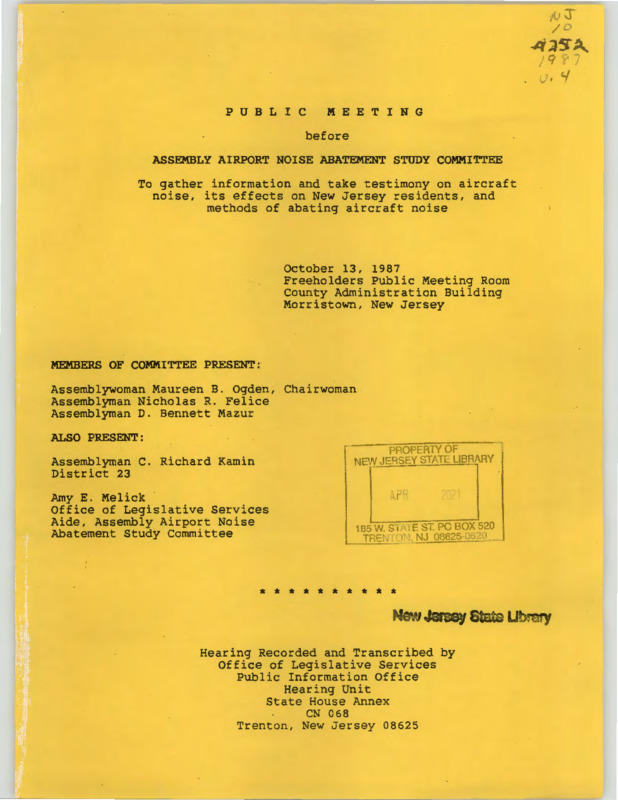 NJ
10
A252
1987
v. 4
P U B L I C   M E E T I N G
before
ASSEMBLY AIRPORT NOISE ABATEMENT STUDY COMMITTEE
To gather information and take testimony on aircraft
noise, its effects on New Jersey residents, and
methods of abating aircraft noise
October 13, 1987
Freeholders Public Meeting Room
County Administration Building
Morristown, New Jersey
MEMBERS OF COMMITTEE PRESENT:
Assemblywoman Maureen B. Ogden, Chairwoman
Assemblyman Nicholas R. Felice
Assemblyman D. Bennett Mazur
ALSO PRESENT:
Assemblyman C. Richard Kamin
District 23
Amy E. Melick
Office of Legislative Services
Aide, Assembly Airport Noise
Abatement Study Committee
PROPERTY OF
NEW JERSEY STATE LIBRARY
APR 2021
185 W. STATE ST. PO BOX 520
TRENTON, NJ 08625-0520
* * * * * * * * * *
New Jersey State Library
Hearing Recorded and Transcribed by
Office of Legislative Services
Public Information Office
Hearing Unit
State House Annex
CN 068
Trenton, New Jersey 08625